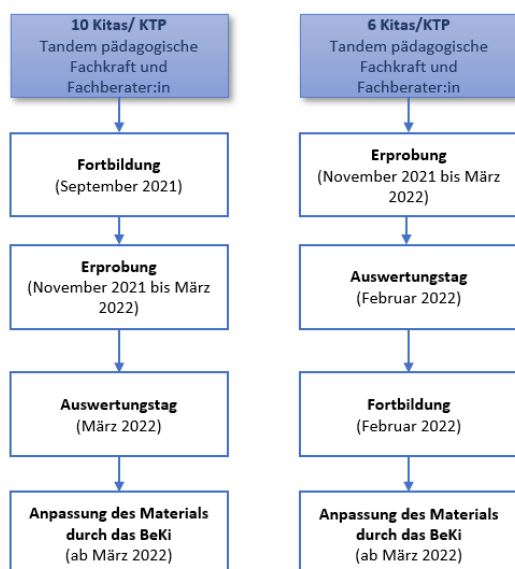 10 Kitas/ KTP
Tandem pädagogische
Fachkraft und
Fachberater:in
Fortbildung
(September 2021)
Erprobung
(November 2021 bis März
2022)
Auswertungstag
(März 2022)
Anpassung des Materials
durch das BeKi
(ab März 2022)
6 Kitas/KTP
Tandem pädagogische
Fachkraft und
Fachberater:in
Erprobung
(November 2021 bis März
2022)
Auswertungstag
(Februar 2022)
Fortbildung
(Februar 2022)
Anpassung des Materials
durch das BeKi
(ab März 2022)